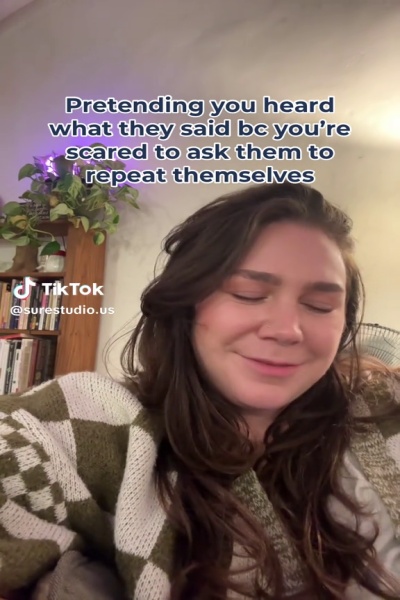 Pretending you heard
what they said bc you’re
scared to ask them to
repeat themselves
TikTok
@surestudio.us